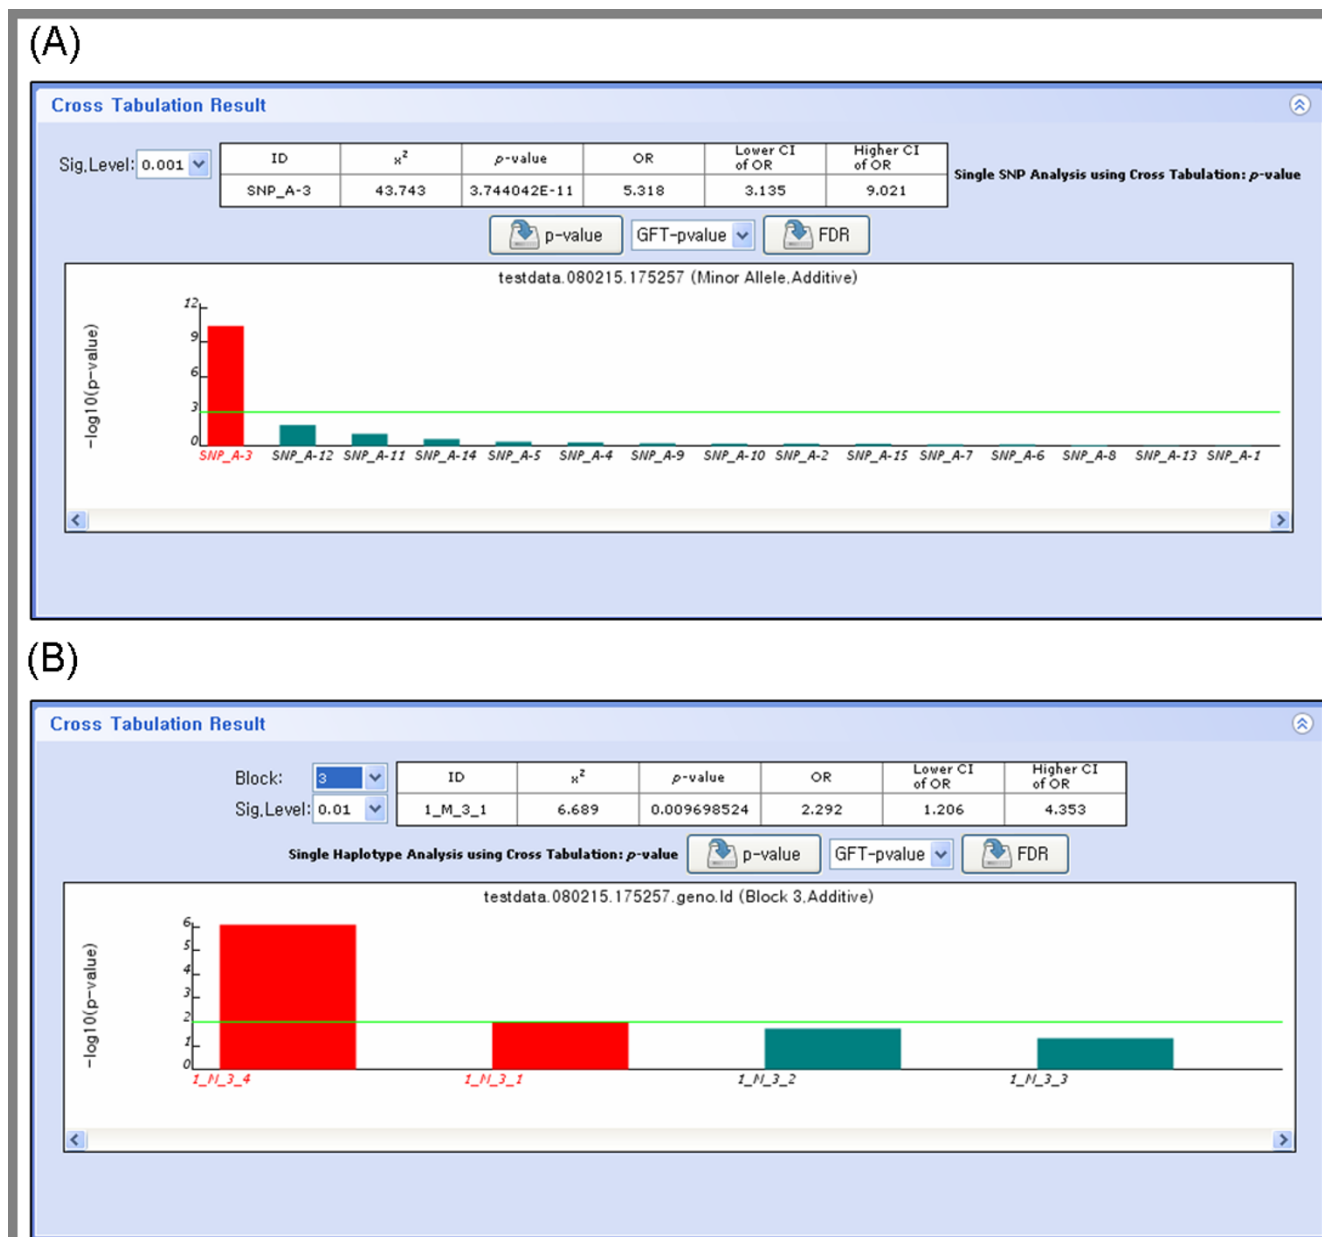 (A)
Cross Tabulation Result
Sig,Level: 0.001
ID x² p-value OR Lower CI of OR Higher CI of OR
SNP_A-3 43.743 3.744042E-11 5.318 3.135 9.021
Single SNP Analysis using Cross Tabulation: p-value
p-value GFT-pvalue FDR
testdata.080215.175257 (Minor Allele,Additive)
-log10(p-value)
12
9
6
3
0
SNP_A-3 SNP_A-12 SNP_A-11 SNP_A-14 SNP_A-5 SNP_A-4 SNP_A-9 SNP_A-10 SNP_A-2 SNP_A-15 SNP_A-7 SNP_A-6 SNP_A-8 SNP_A-13 SNP_A-1
(B)
Cross Tabulation Result
Block: 3
Sig,Level: 0.01
ID x² p-value OR Lower CI of OR Higher CI of OR
1_M_3_1 6.689 0.009698524 2.292 1.206 4.353
Single Haplotype Analysis using Cross Tabulation: p-value p-value GFT-pvalue FDR
testdata.080215.175257.geno.ld (Block 3,Additive)
-log10(p-value)
6
5
4
3
2
1
0
1_M_3_4 1_M_3_1 1_M_3_2 1_M_3_3